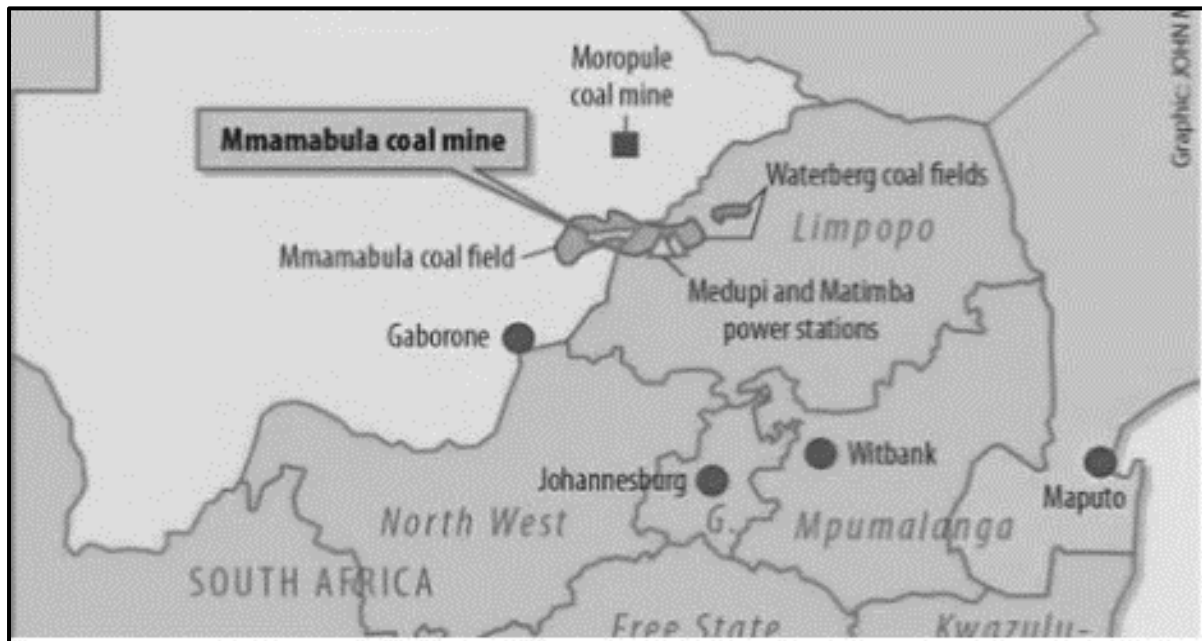 Graphic: JOHN
Moropule
coal mine
Mmamabula coal mine
Waterberg coal fields
Limpopo
Mmamabula coal field
Medupi and Matimba
power stations
Gaborone
Johannesburg
Witbank
G.
Maputo
North West
Mpumalanga
SOUTH AFRICA
Free State
Kwazulu-